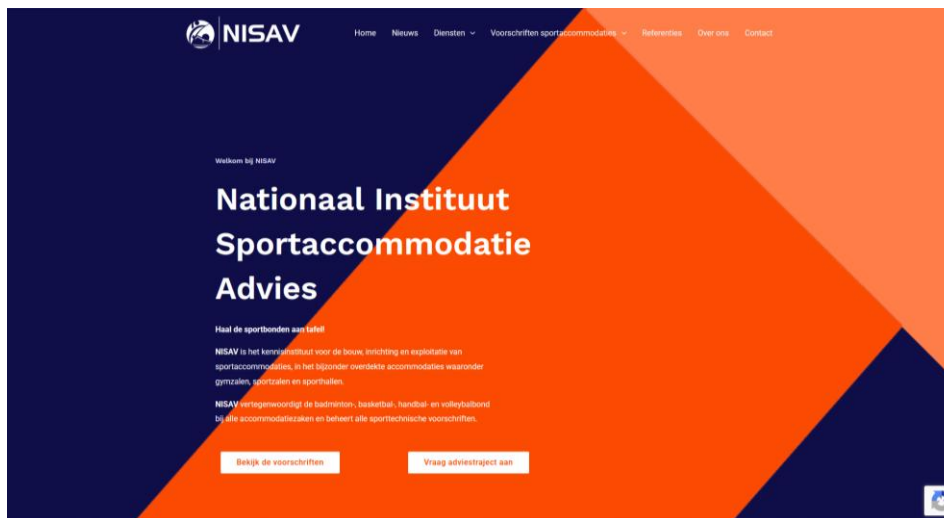 NISAV
Home Nieuws Diensten Voorschriften sportaccommodaties Referenties Over ons Contact
Welkom bij NISAV
Nationaal Instituut
Sportaccommodatie
Advies
Haal de sportbonden aan tafel!
NISAV is het kennisinstituut voor de bouw, inrichting en exploitatie van
sportaccommodaties, in het bijzonder overdekte accommodaties waaronder
gymzalen, sportzalen en sporthallen.
NISAV vertegenwoordigt de badminton-, basketbal-, handbal- en volleybalbond
bij alle accommodatiezaken en beheert alle sporttechnische voorschriften.
Bekijk de voorschriften Vraag adviestraject aan